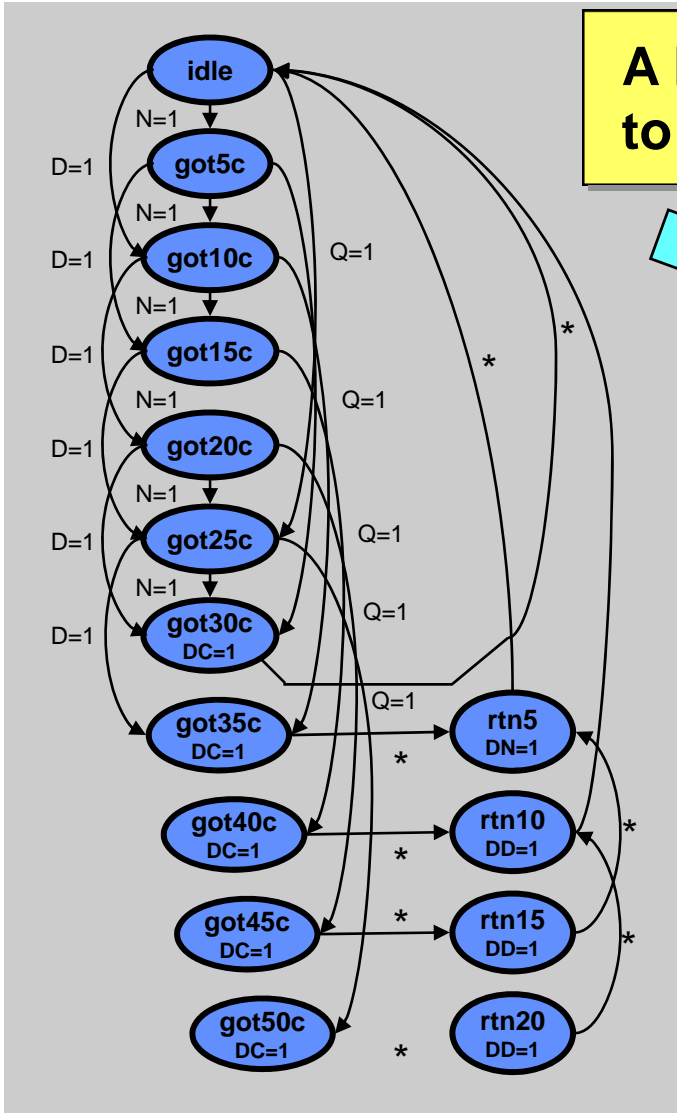 idle
A
to
N=1
D=1
got5c
N=1
D=1
got10c
Q=1
N=1
*
D=1
got15c
*
N=1
Q=1
D=1
got20c
N=1
D=1
got25c
Q=1
N=1
Q=1
D=1
got30c
DC=1
Q=1
got35c
DC=1
*
rtn5
DN=1
got40c
DC=1
*
rtn10
DD=1
*
got45c
DC=1
*
rtn15
DD=1
*
got50c
DC=1
*
rtn20
DD=1